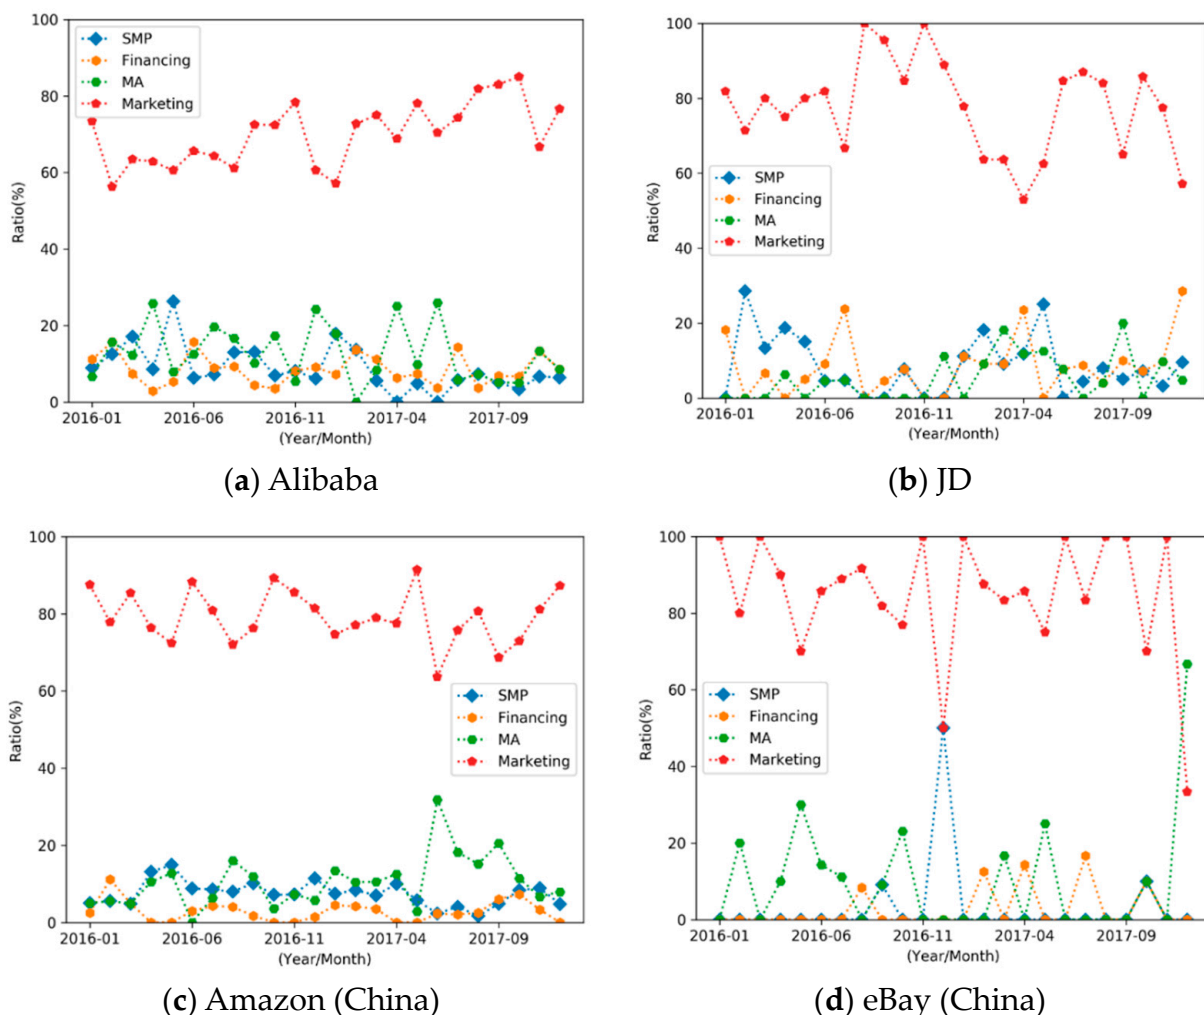 100
80
60
40
20
0
Ratio(%)
SMP
Financing
MA
Marketing
2016-01 2016-06 2016-11 2017-04 2017-09
(Year/Month)
(a) Alibaba
100
80
60
40
20
0
Ratio(%)
SMP
Financing
MA
Marketing
2016-01 2016-06 2016-11 2017-04 2017-09
(Year/Month)
(b) JD
100
80
60
40
20
0
Ratio(%)
SMP
Financing
MA
Marketing
2016-01 2016-06 2016-11 2017-04 2017-09
(Year/Month)
(c) Amazon (China)
100
80
60
40
20
0
Ratio(%)
SMP
Financing
MA
Marketing
2016-01 2016-06 2016-11 2017-04 2017-09
(Year/Month)
(d) eBay (China)